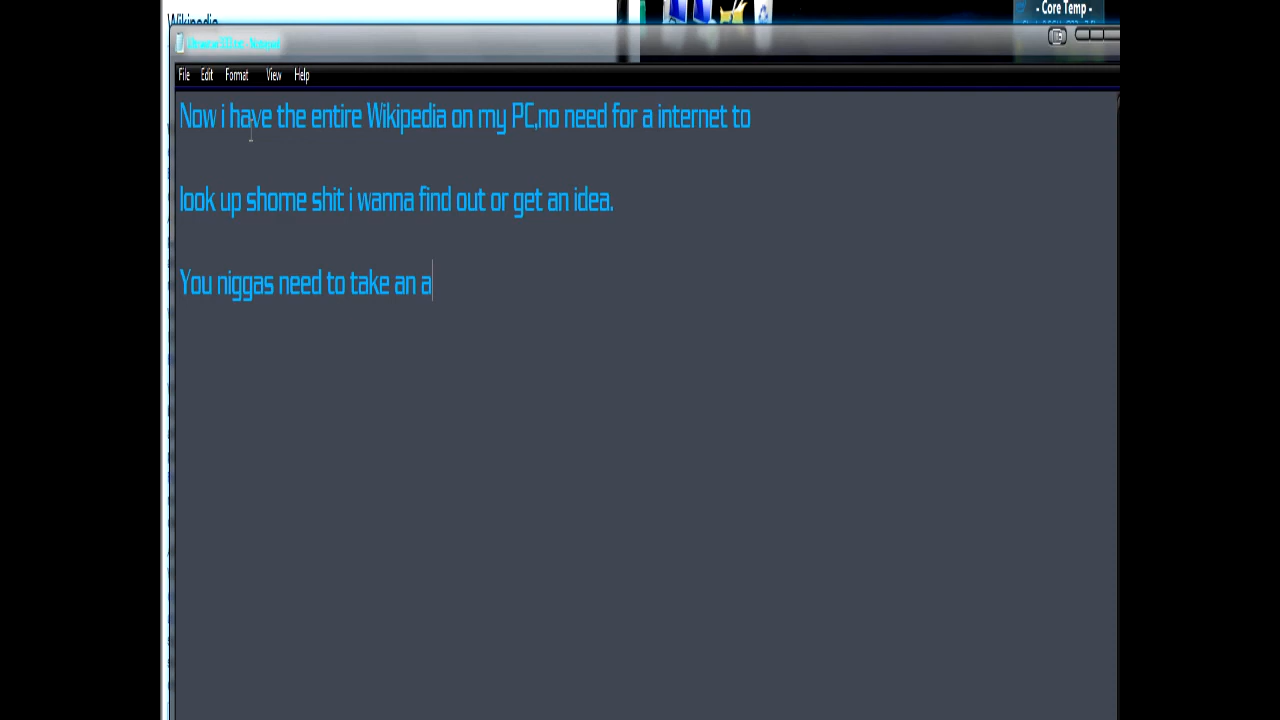 Wikipedia
- Core Temp -
File Edit Format View Help
Now i have the entire Wikipedia on my PC,no need for a internet to
look up shome shit i wanna find out or get an idea.
You niggas need to take an a